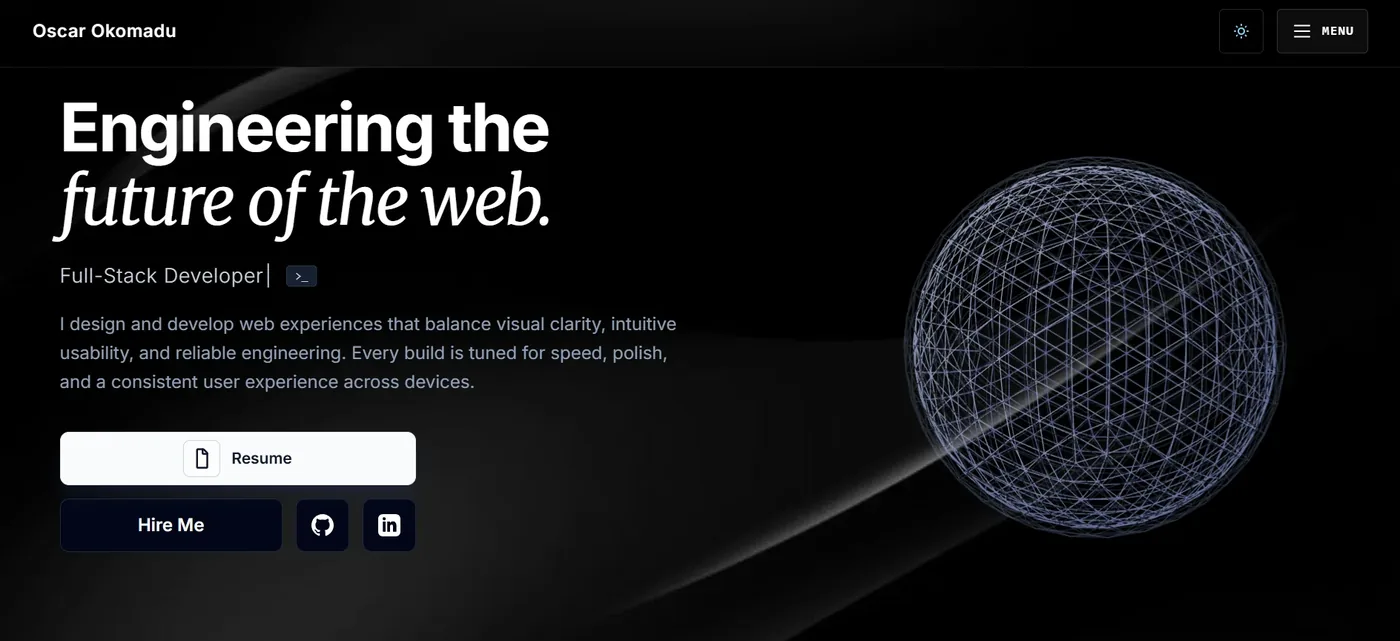 Oscar Okomadu
MENU
Engineering the
future of the web.
Full-Stack Developer| >_
I design and develop web experiences that balance visual clarity, intuitive
usability, and reliable engineering. Every build is tuned for speed, polish,
and a consistent user experience across devices.
Resume
Hire Me
in